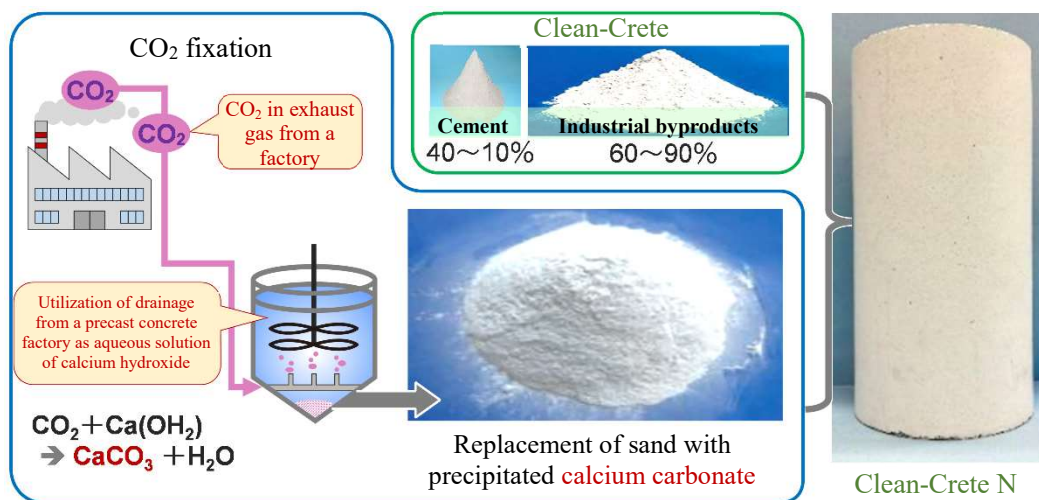 CO₂ fixation
CO₂
CO₂
CO₂ in exhaust
gas from a
factory
Utilization of drainage
from a precast concrete
factory as aqueous solution
of calcium hydroxide
CO₂+Ca(OH₂)
→ CaCO₃ +H₂O
Clean-Crete
Cement
40～10%
Industrial byproducts
60～90%
Replacement of sand with
precipitated calcium carbonate
Clean-Crete N